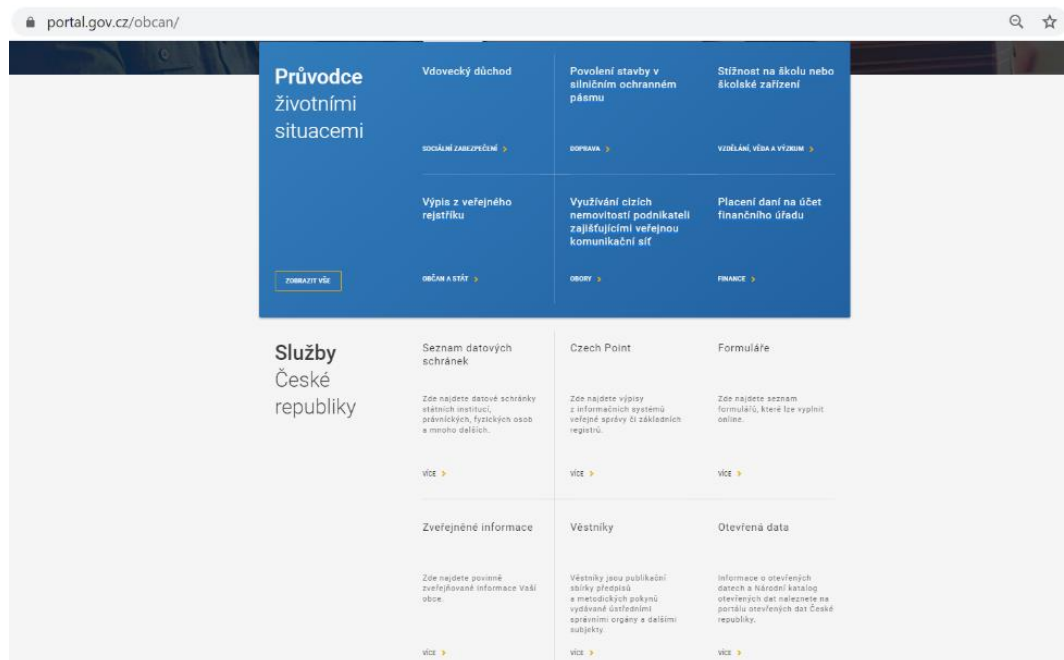 portal.gov.cz/obcan/
Průvodce
životními
situacemi
ZOBRAZIT VŠE
Vdovecký důchod
SOCIÁLNÍ ZABEZPEČENÍ
Povolení stavby v
silničním ochranném
pásmu
DOPRAVA
Stížnost na školu nebo
školské zařízení
VZDĚLÁNÍ, VĚDA A VÝZKUM
Výpis z veřejného
rejstříku
OBČAN A STÁT
Využívání cizích
nemovitostí podnikateli
zajišťujícími veřejnou
komunikační síť
OBORY
Placení daní na účet
finančního úřadu
FINANCE
Služby
České
republiky
Seznam datových
schránek
Zde najdete datové schránky
státních institucí,
právnických, fyzických osob
a mnoho dalších.
VÍCE
Czech Point
Zde najdete výpisy
z informačních systémů
veřejné správy či základních
registrů.
VÍCE
Formuláře
Zde najdete seznam
formulářů, které lze vyplnit
online.
VÍCE
Zveřejněné informace
Zde najdete povinně
zveřejňované informace Vaší
obce.
VÍCE
Věstníky
Věstníky jsou publikační
sbírky předpisů
a metodických pokynů
vydávané ústředními
správními orgány a dalšími
subjekty.
VÍCE
Otevřená data
Informace o otevřených
datech a Národní katalog
otevřených dat naleznete na
portálu otevřených dat České
republiky.
VÍCE